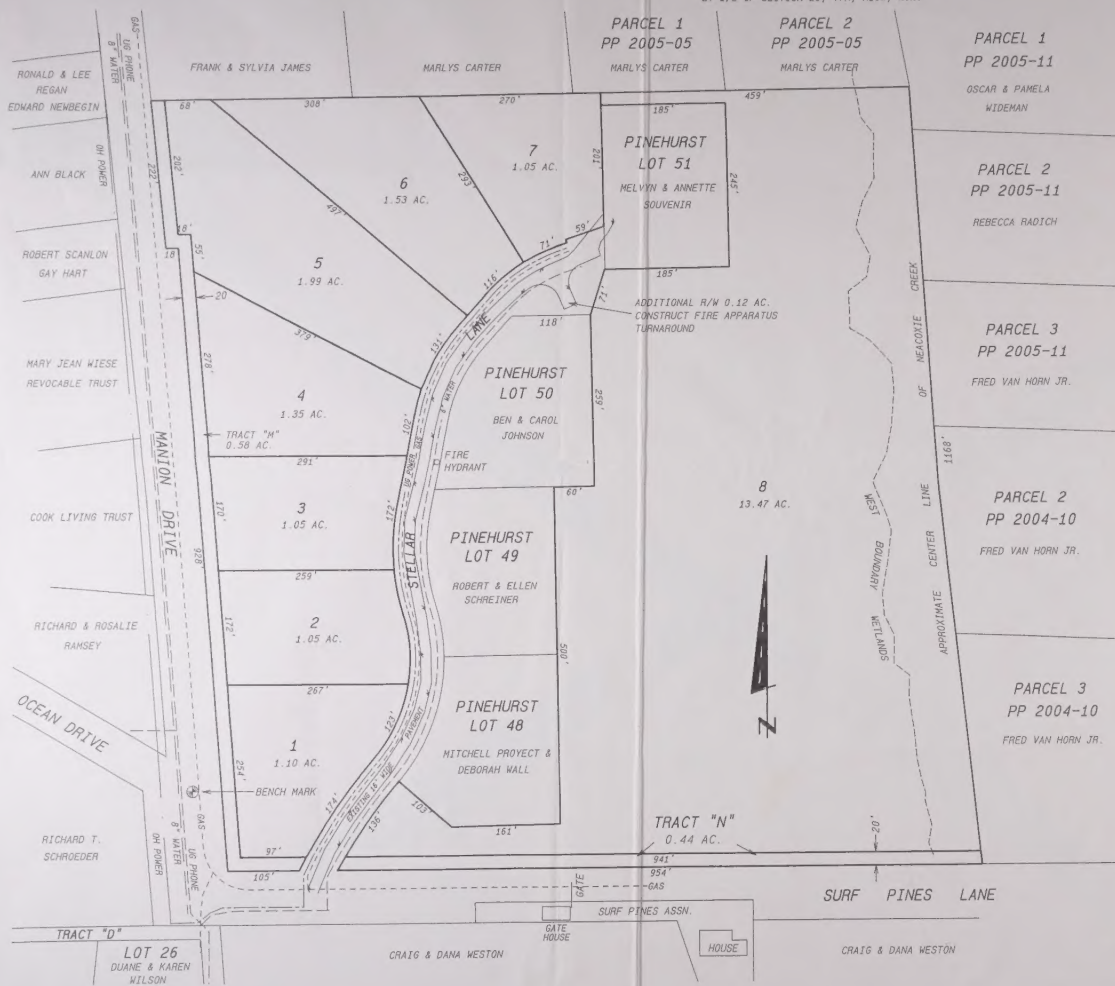 PARCEL 1
PP 2005-05
MARLYS CARTER
PARCEL 2
PP 2005-05
MARLYS CARTER
PARCEL 1
PP 2005-11
OSCAR & PAMELA
WIDEMAN
RONALD & LEE
REGAN
EDWARD NEWBEGIN
GAS
UG PHONE
8" WATER
FRANK & SYLVIA JAMES
MARLYS CARTER
68'
308'
270'
459'
185'
ANN BLACK
OH POWER
222'
202'
7
1.05 AC.
201'
PINEHURST
LOT 51
MELVYN & ANNETTE
SOUVENIR
245'
PARCEL 2
PP 2005-11
REBECCA RADICH
6
1.53 AC.
293'
497'
ROBERT SCANLON
GAY HART
18'
18'
55'
5
1.99 AC.
59'
71'
116'
71'
185'
20
ADDITIONAL R/W 0.12 AC.
CONSTRUCT FIRE APPARATUS
TURNAROUND
PARCEL 3
PP 2005-11
FRED VAN HORN JR.
379'
131'
LANE
118'
MARY JEAN WIESE
REVOCABLE TRUST
278'
PINEHURST
LOT 50
BEN & CAROL
JOHNSON
259'
4
1.35 AC.
102'
UG POWER
GAS
TRACT "M"
0.58 AC.
291'
FIRE
HYDRANT
60'
MANION DRIVE
COOK LIVING TRUST
170'
928'
3
1.05 AC.
172'
STELLAR
PINEHURST
LOT 49
ROBERT & ELLEN
SCHREINER
8
13.47 AC.
WEST BOUNDARY WETLANDS
APPROXIMATE CENTER LINE OF NEACOXIE CREEK
1168'
PARCEL 2
PP 2004-10
FRED VAN HORN JR.
259'
RICHARD & ROSALIE
RAMSEY
172'
2
1.05 AC.
500'
267'
N
PARCEL 3
PP 2004-10
FRED VAN HORN JR.
OCEAN DRIVE
1
1.10 AC.
123'
PAVEMENT
PINEHURST
LOT 48
MITCHELL PROYECT &
DEBORAH WALL
254'
BENCH MARK
174'
EXISTING 16' WIDE
136'
103'
161'
TRACT "N"
0.44 AC.
20'
RICHARD T.
SCHROEDER
OH POWER
8" WATER
UG PHONE
GAS
97'
105'
941'
954'
GAS
GATE
SURF PINES LANE
SURF PINES ASSN.
GATE
HOUSE
HOUSE
TRACT "D"
LOT 26
DUANE & KAREN
WILSON
CRAIG & DANA WESTON
CRAIG & DANA WESTON